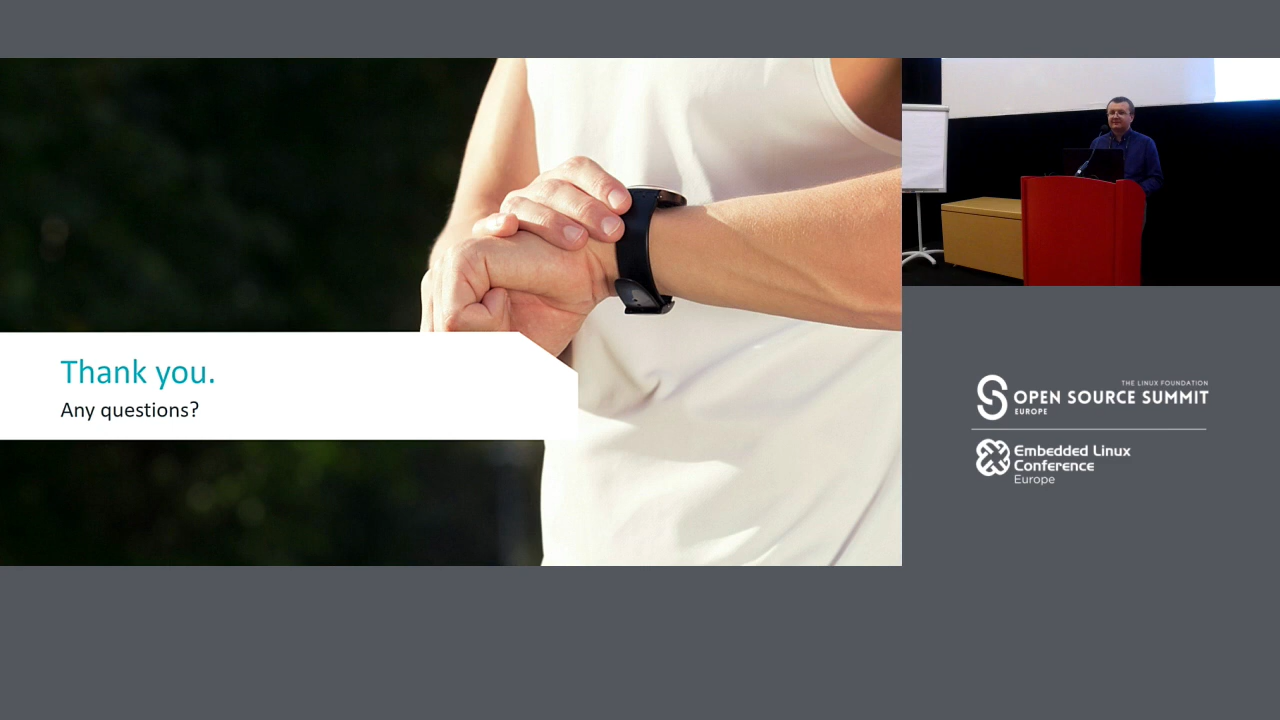 Thank you.
Any questions?
THE LINUX FOUNDATION
OPEN SOURCE SUMMIT
EUROPE
Embedded Linux
Conference
Europe